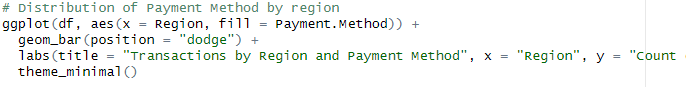 # Distribution of Payment Method by region
ggplot(df, aes(x = Region, fill = Payment.Method)) +
  geom_bar(position = "dodge") +
  labs(title = "Transactions by Region and Payment Method", x = "Region", y = "Count
  theme_minimal()